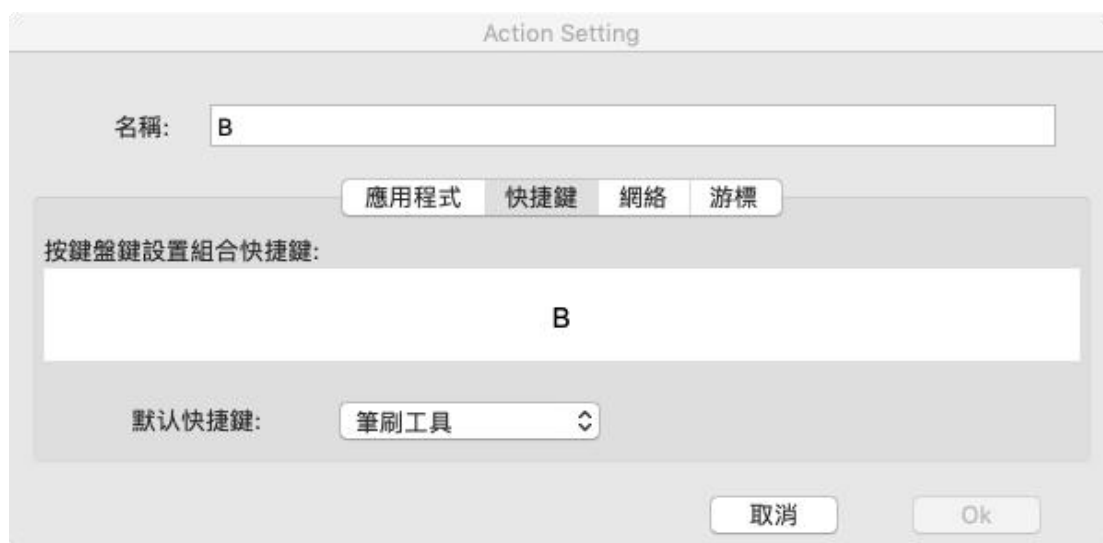 Action Setting
名稱: B
應用程式 快捷鍵 網絡 游標
按鍵盤鍵設置組合快捷鍵:
B
默认快捷鍵: 筆刷工具
取消 Ok